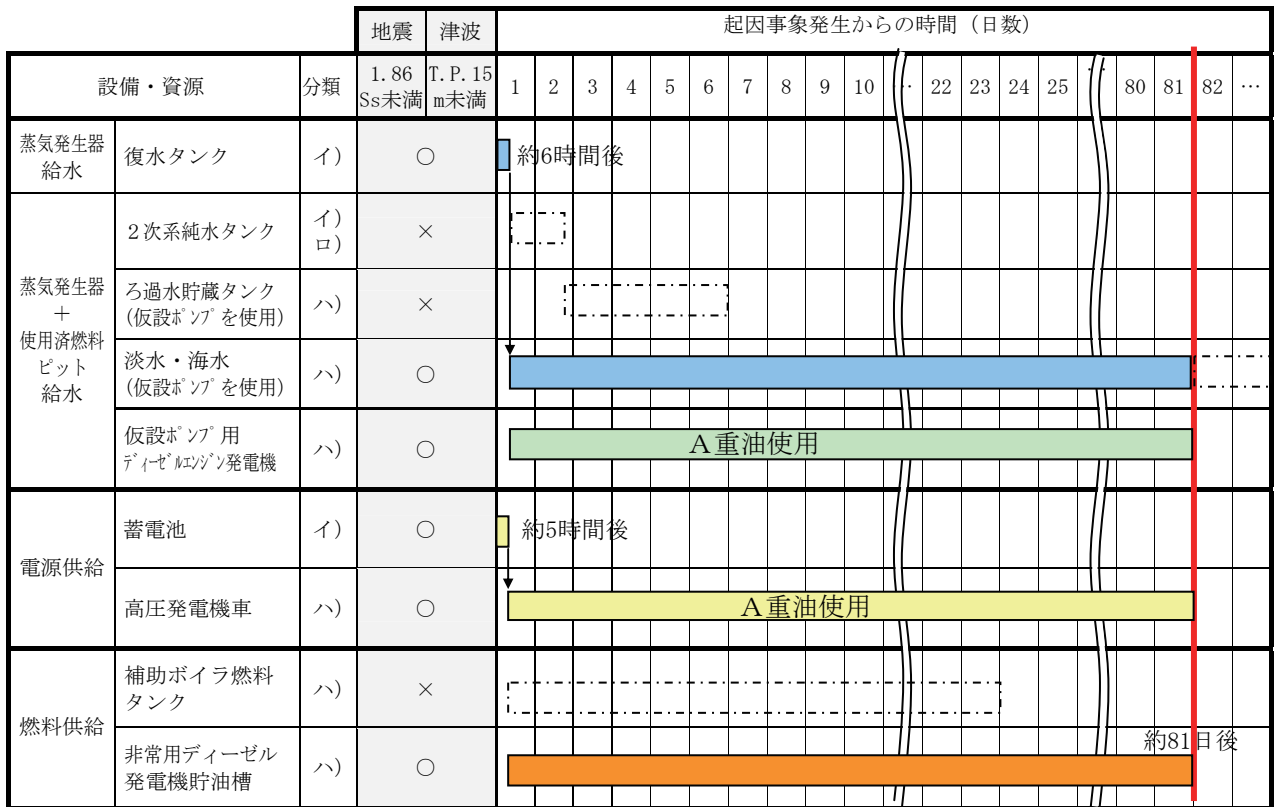 地震 津波 起因事象発生からの時間（日数）
設備・資源 分類 1.86 Ss未満 T.P.15 m未満 1 2 3 4 5 6 7 8 9 10 … 22 23 24 25 … 80 81 82 …
蒸気発生器
給水
復水タンク イ） ○ 約6時間後
蒸気発生器
＋
使用済燃料
ピット
給水
２次系純水タンク イ）
ロ） ×
ろ過水貯蔵タンク
(仮設ﾎﾟﾝﾌﾟを使用) ハ） ×
淡水・海水
(仮設ﾎﾟﾝﾌﾟを使用) ハ） ○
仮設ﾎﾟﾝﾌﾟ用
ﾃﾞｨｰｾﾞﾙｴﾝｼﾞﾝ発電機 ハ） ○ Ａ重油使用
電源供給
蓄電池 イ） ○ 約5時間後
高圧発電機車 ハ） ○ Ａ重油使用
燃料供給
補助ボイラ燃料
タンク ハ） ×
約81日後
非常用ディーゼル
発電機貯油槽 ハ） ○